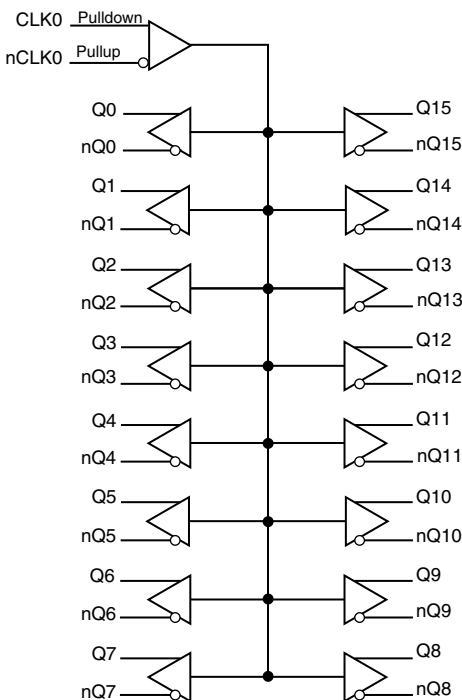 CLK0 Pulldown
nCLK0 Pullup
Q0 Q15
nQ0 nQ15
Q1 Q14
nQ1 nQ14
Q2 Q13
nQ2 nQ13
Q3 Q12
nQ3 nQ12
Q4 Q11
nQ4 nQ11
Q5 Q10
nQ5 nQ10
Q6 Q9
nQ6 nQ9
Q7 Q8
nQ7 nQ8